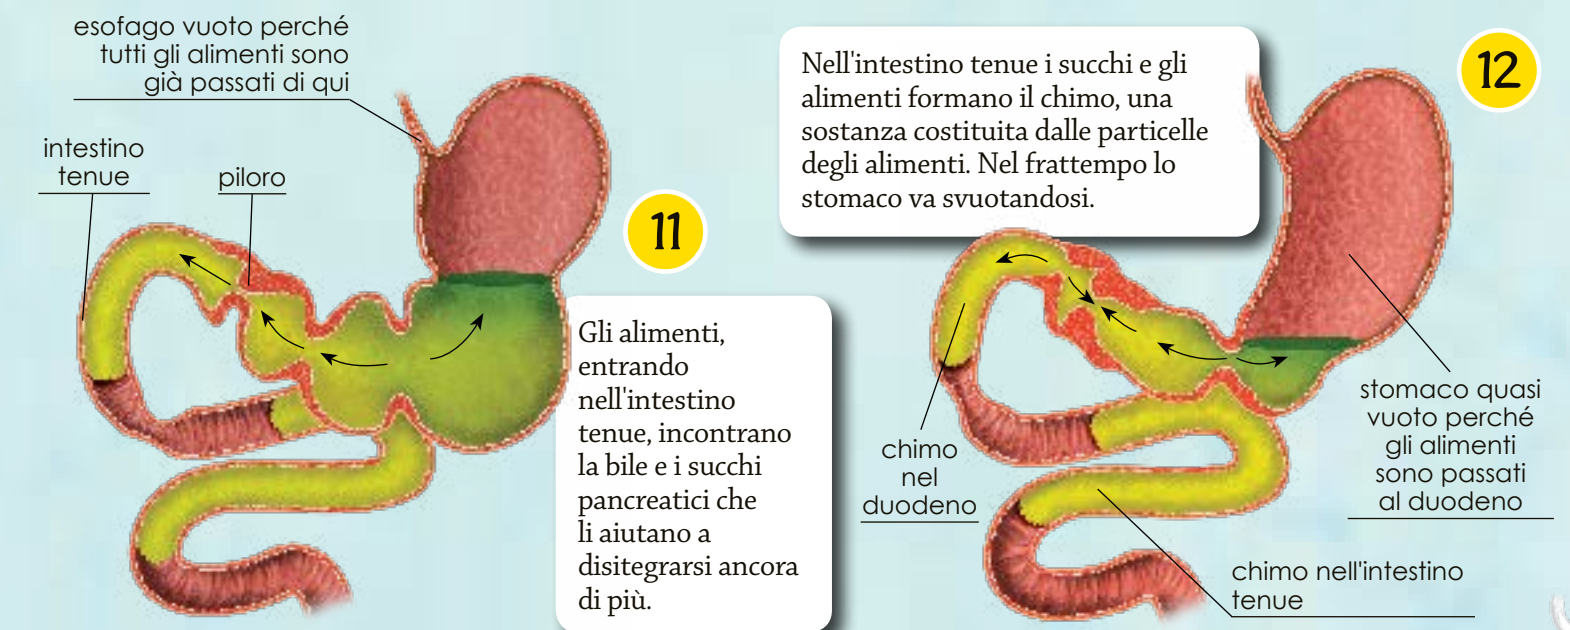 esofago vuoto perché
tutti gli alimenti sono
già passati di qui
intestino
tenue
piloro
11
Gli alimenti,
entrando
nell'intestino
tenue, incontrano
la bile e i succhi
pancreatici che
li aiutano a
disitegrarsi ancora
di più.
Nell'intestino tenue i succhi e gli
alimenti formano il chimo, una
sostanza costituita dalle particelle
degli alimenti. Nel frattempo lo
stomaco va svuotandosi.
12
chimo
nel
duodeno
stomaco quasi
vuoto perché
gli alimenti
sono passati
al duodeno
chimo nell'intestino
tenue